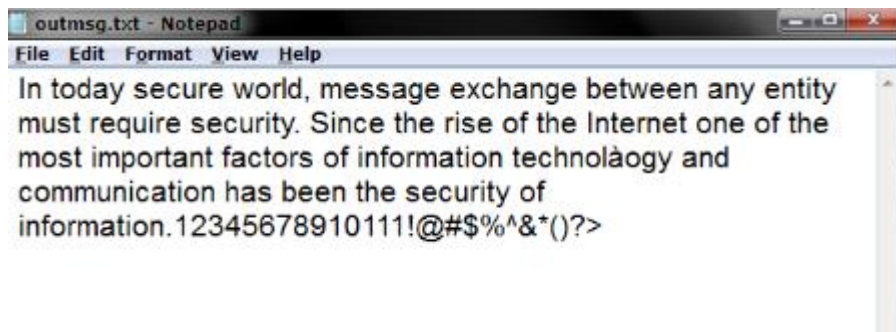 outmsg.txt - Notepad
File Edit Format View Help
In today secure world, message exchange between any entity
must require security. Since the rise of the Internet one of the
most important factors of information technolàogy and
communication has been the security of
information.12345678910111!@#$%^&*()?>